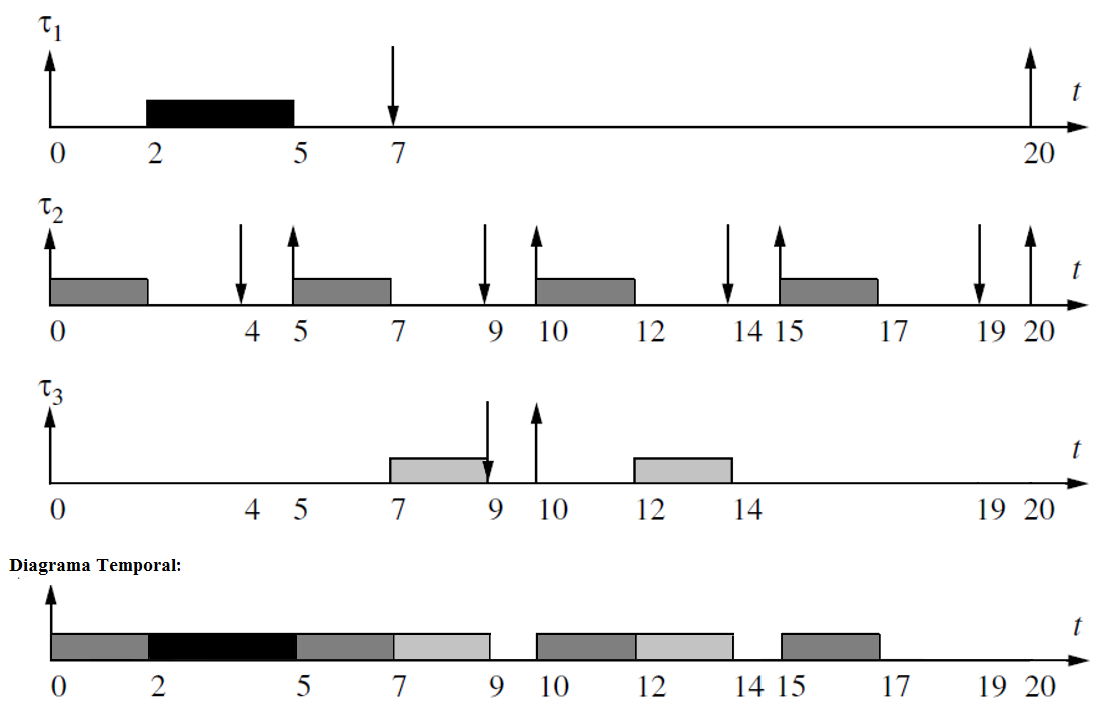 τ1
t
0 2 5 7 20
τ2
t
0 4 5 7 9 10 12 14 15 17 19 20
τ3
t
0 4 5 7 9 10 12 14 19 20
Diagrama Temporal:
t
0 2 5 7 9 10 12 14 15 17 19 20